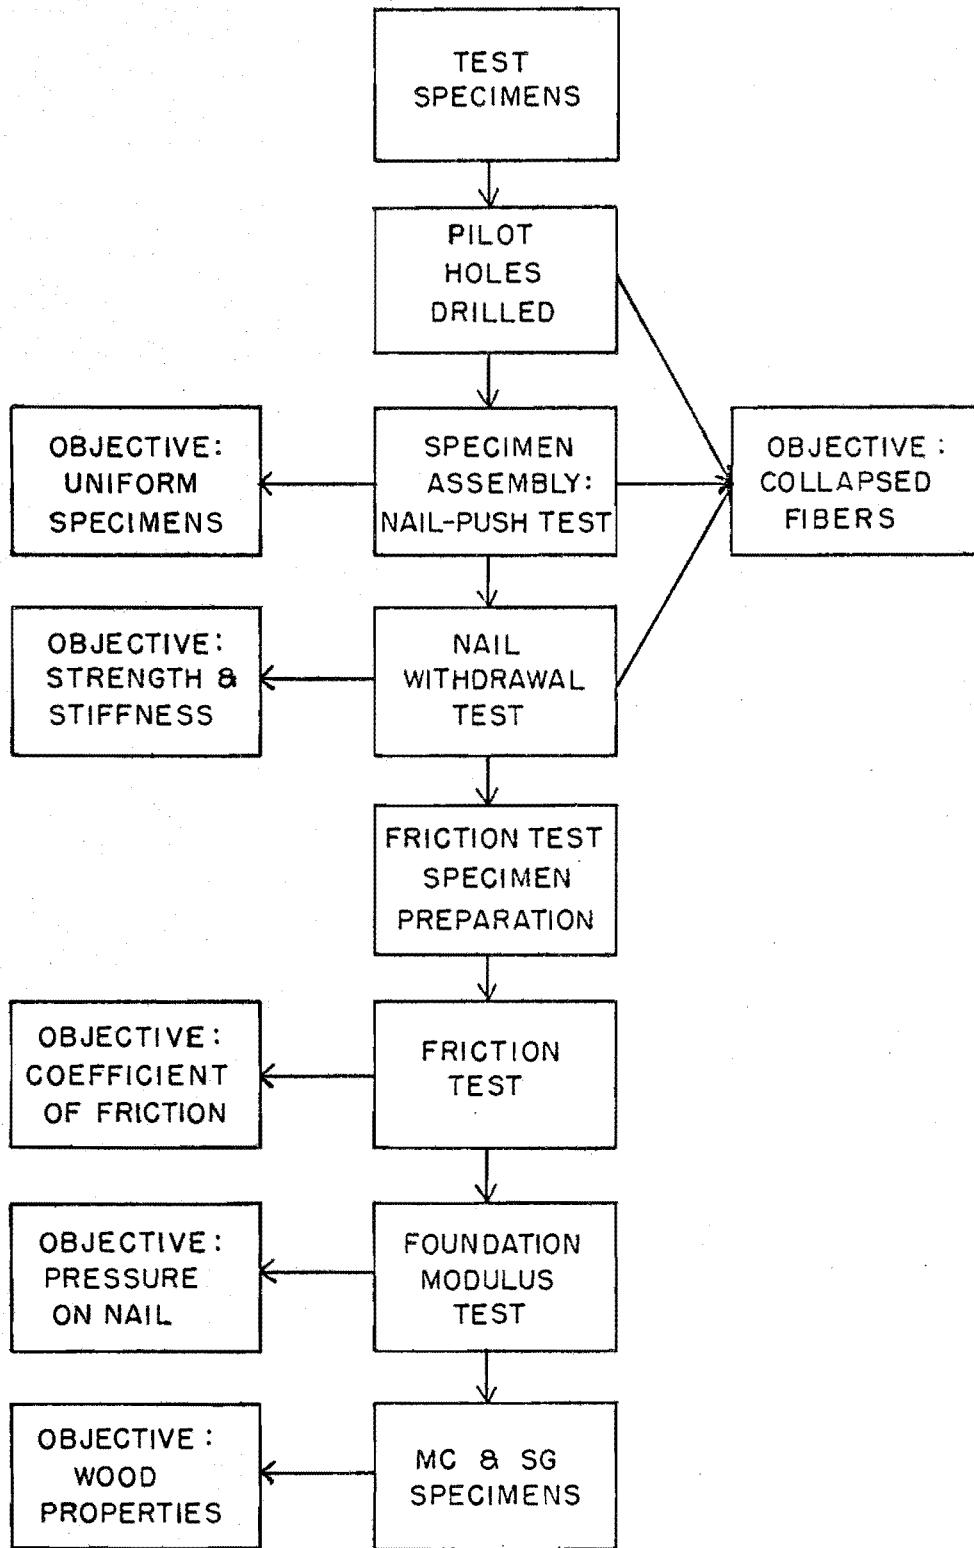 TEST
SPECIMENS
PILOT
HOLES
DRILLED
OBJECTIVE:
UNIFORM
SPECIMENS
SPECIMEN
ASSEMBLY:
NAIL-PUSH TEST
OBJECTIVE:
COLLAPSED
FIBERS
OBJECTIVE:
STRENGTH &
STIFFNESS
NAIL
WITHDRAWAL
TEST
FRICTION TEST
SPECIMEN
PREPARATION
OBJECTIVE:
COEFFICIENT
OF FRICTION
FRICTION
TEST
OBJECTIVE:
PRESSURE
ON NAIL
FOUNDATION
MODULUS
TEST
OBJECTIVE:
WOOD
PROPERTIES
MC & SG
SPECIMENS